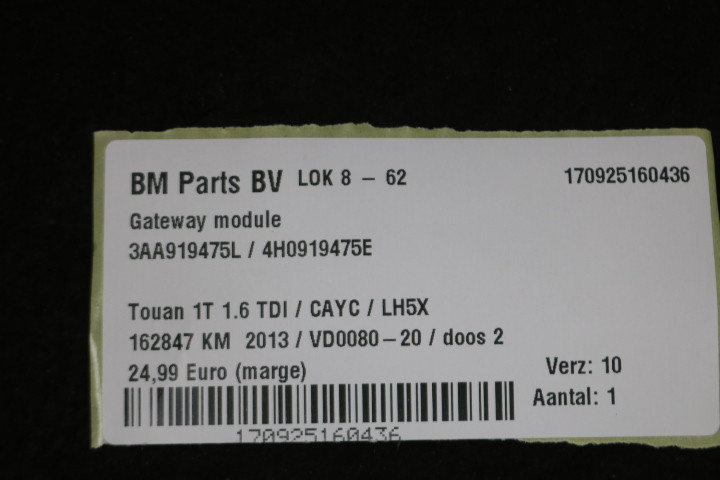 BM Parts BV LOK 8 - 62 170925160436
Gateway module
3AA919475L / 4H0919475E
Touan 1T 1.6 TDI / CAYC / LH5X
162847 KM 2013 / VD0080-20 / doos 2
24,99 Euro (marge) Verz: 10
Aantal: 1
170925160436